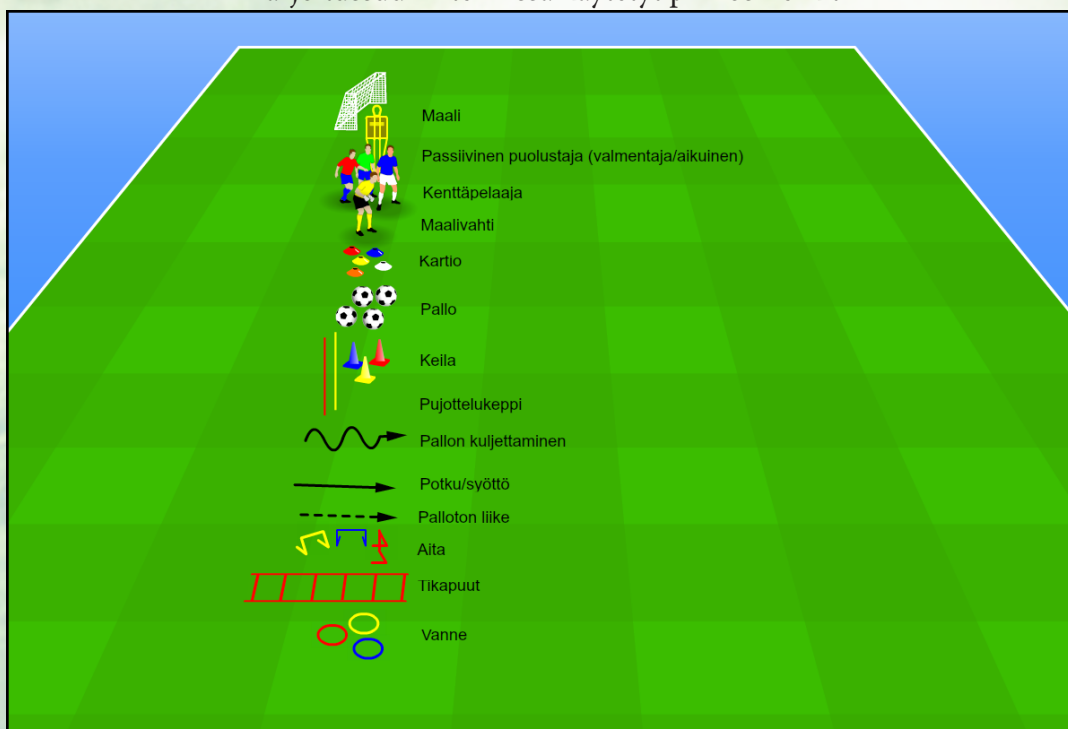 Maali
Passiivinen puolustaja (valmentaja/aikuinen)
Kenttäpelaaja
Maalivahti
Kartio
Pallo
Keila
Pujottelukeppi
Pallon kuljettaminen
Potku/syöttö
Palloton liike
Aita
Tikapuut
Vanne